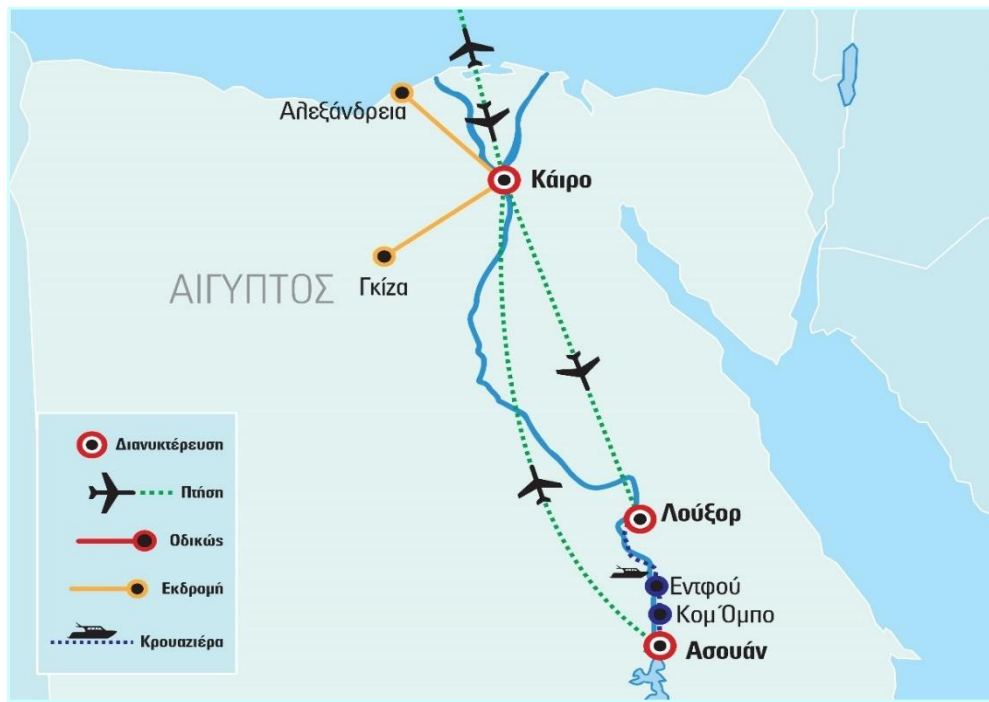 Αλεξάνδρεια
Κάιρο
ΑΙΓΥΠΤΟΣ
Γκίζα
Διανυκτέρευση
Πτήση
Οδικώς
Εκδρομή
Κρουαζιέρα
Λούξορ
Εντφού
Κομ Όμπο
Ασουάν